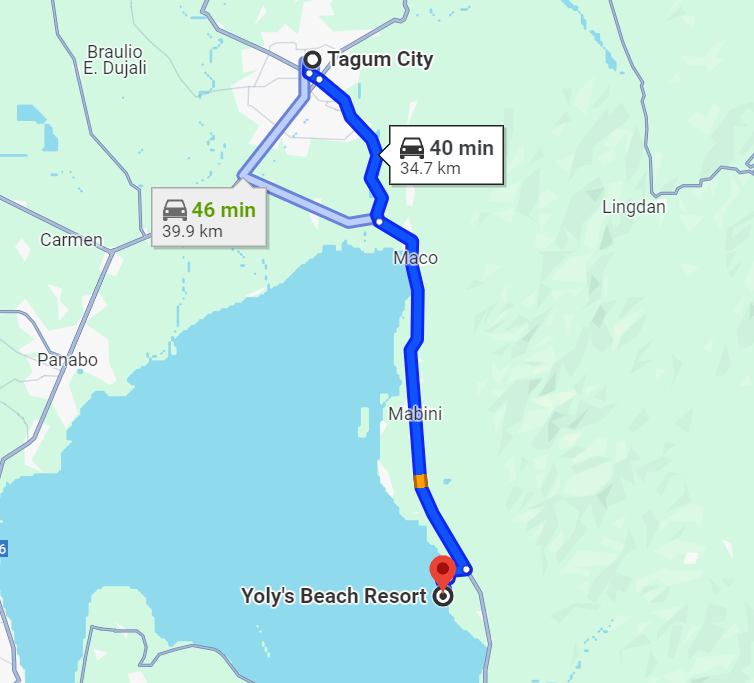 Braulio
E. Dujali
Tagum City
40 min
34.7 km
46 min
39.9 km
Lingdan
Carmen
Maco
Panabo
Mabini
6
Yoly's Beach Resort